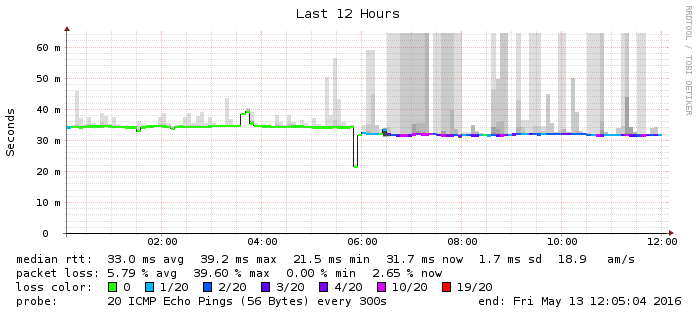 Last 12 Hours
RRDTOOL / TOBI OETIKER
Seconds
60 m
50 m
40 m
30 m
20 m
10 m
0
02:00 04:00 06:00 08:00 10:00 12:00
median rtt: 33.0 ms avg 39.2 ms max 21.5 ms min 31.7 ms now 1.7 ms sd 18.9 am/s
packet loss: 5.79 % avg 39.60 % max 0.00 % min 2.65 % now
loss color: 0 1/20 2/20 3/20 4/20 10/20 19/20
probe: 20 ICMP Echo Pings (56 Bytes) every 300s end: Fri May 13 12:05:04 2016